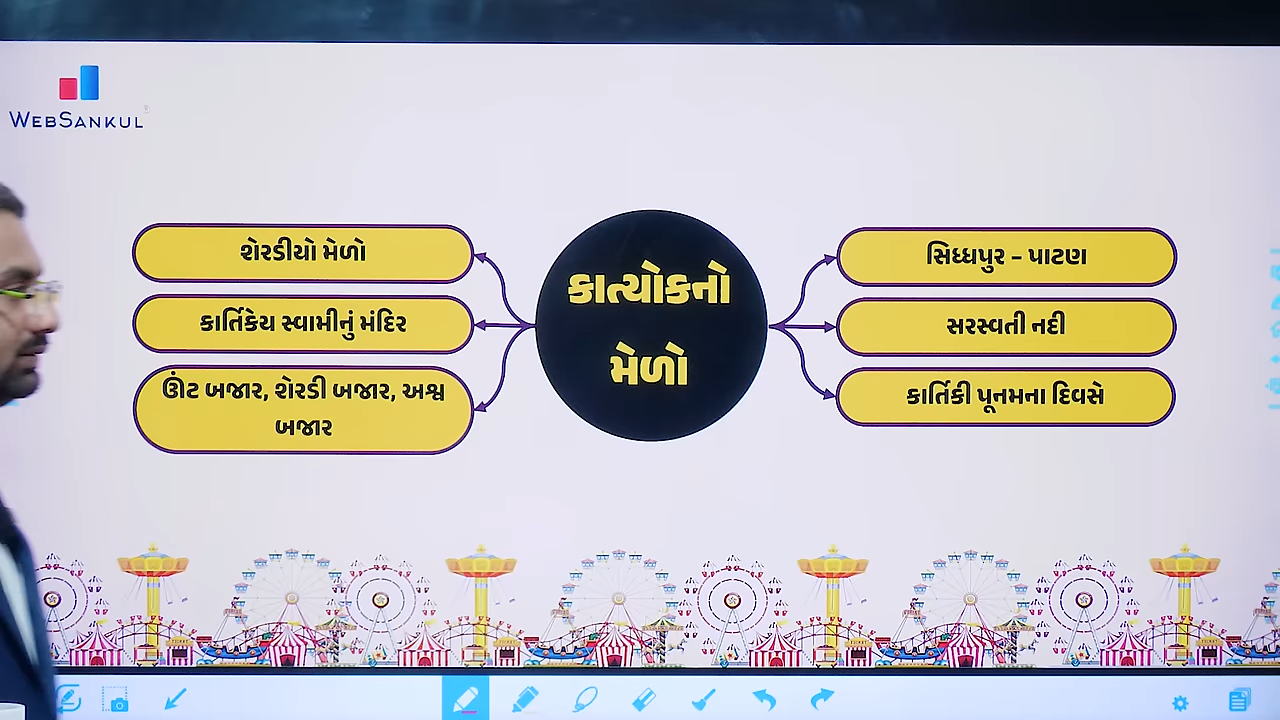 WEBSANKUL
શેરડીયો મેળો
કાર્તિકેય સ્વામીનું મંદિર
ઊંટ બજાર, શેરડી બજાર, અશ્વ
બજાર
કાત્યોકનો
મેળો
સિધ્ધપુર – પાટણ
સરસ્વતી નદી
કાર્તિકી પૂનમના દિવસે